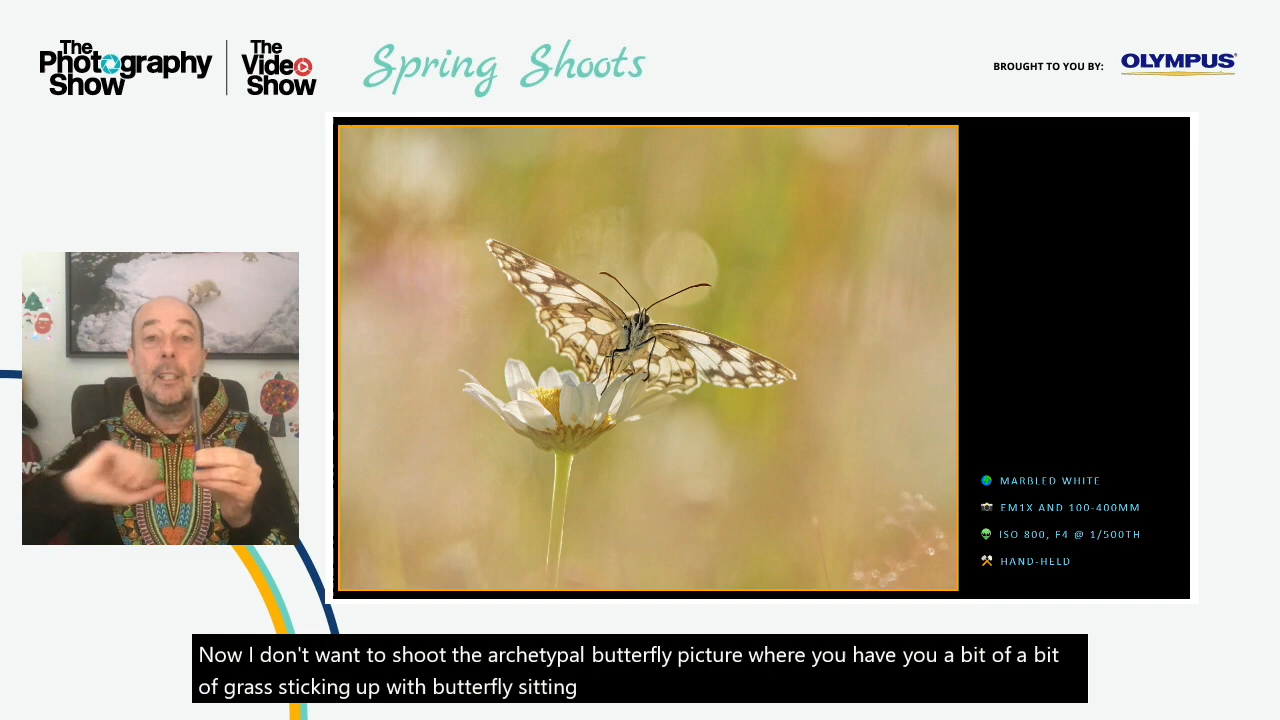 The Photography Show
The Video Show
Spring Shoots
BROUGHT TO YOU BY:
OLYMPUS
MARBLED WHITE
EM1X AND 100-400MM
ISO 800, F4 @ 1/500TH
HAND-HELD
Now I don't want to shoot the archetypal butterfly picture where you have you a bit of a bit
of grass sticking up with butterfly sitting